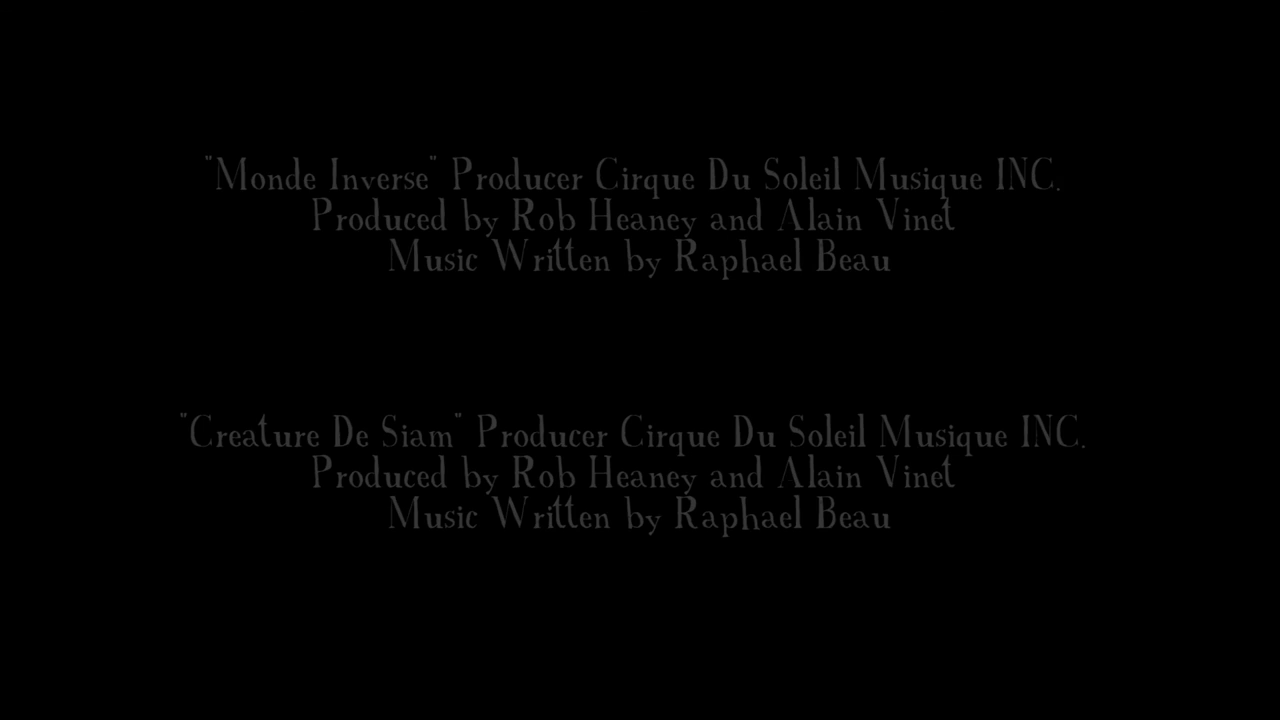 "Monde Inverse" Producer Cirque Du Soleil Musique INC.
Produced by Rob Heaney and Alain Vinet
Music Written by Raphael Beau
"Creature De Siam" Producer Cirque Du Soleil Musique INC.
Produced by Rob Heaney and Alain Vinet
Music Written by Raphael Beau